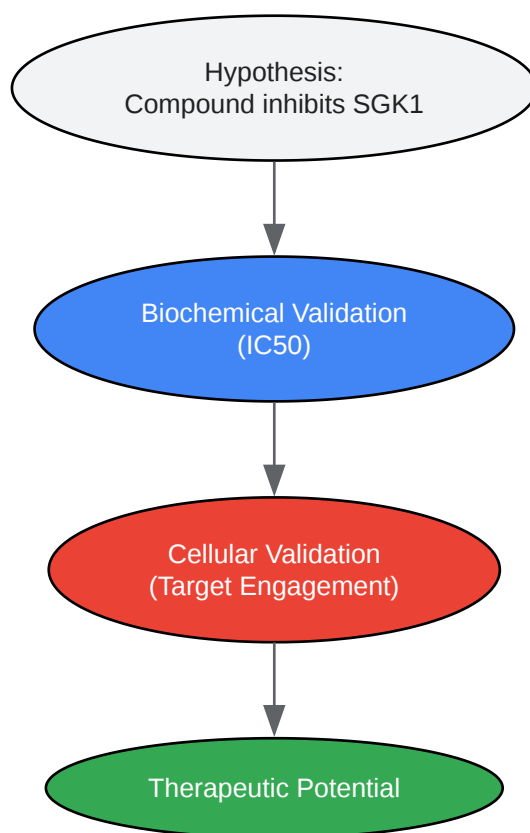 Hypothesis:
Compound inhibits SGK1
Biochemical Validation
(IC50)
Cellular Validation
(Target Engagement)
Therapeutic Potential